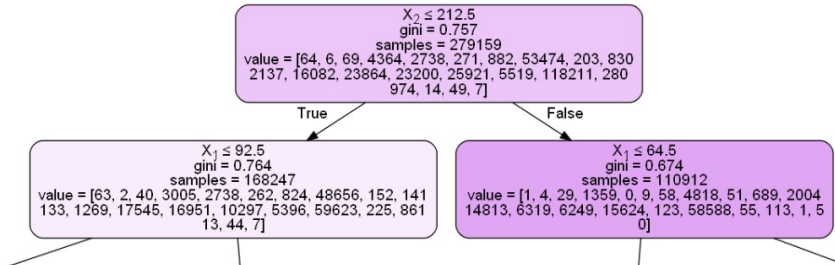 X2 ≤ 212.5
gini = 0.757
samples = 279159
value = [64, 6, 69, 4364, 2738, 271, 882, 53474, 203, 830
2137, 16082, 23864, 23200, 25921, 5519, 118211, 280
974, 14, 49, 7]
True
False
X1 ≤ 92.5
gini = 0.764
samples = 168247
value = [63, 2, 40, 3005, 2738, 262, 824, 48656, 152, 141
133, 1269, 17545, 16951, 10297, 5396, 59623, 225, 861
13, 44, 7]
X1 ≤ 64.5
gini = 0.674
samples = 110912
value = [1, 4, 29, 1359, 0, 9, 58, 4818, 51, 689, 2004
14813, 6319, 6249, 15624, 123, 58588, 55, 113, 1, 5
0]